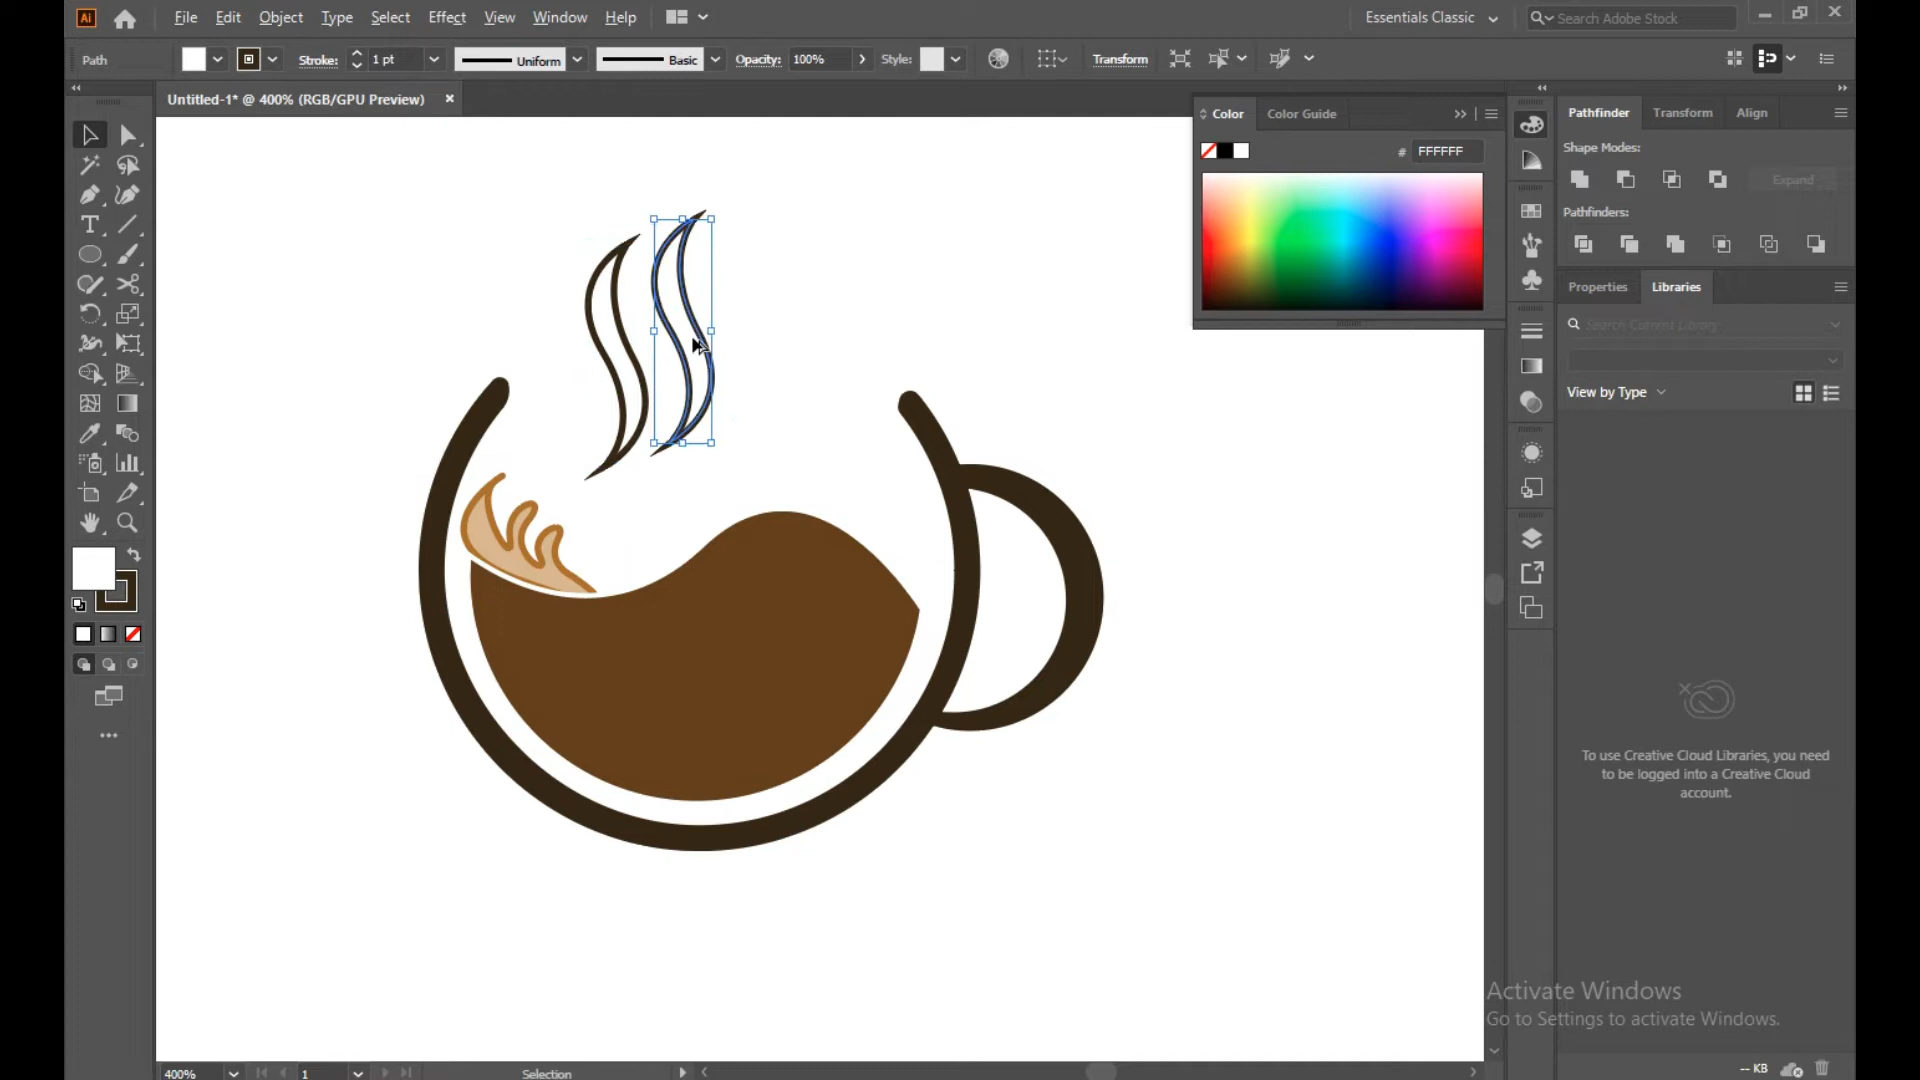 Ai File Edit Object Type Select Effect View Window Help Essentials Classic Search Adobe Stock
Path Stroke: 1 pt Uniform Basic Opacity: 100% Style: Transform
Untitled-1* @ 400% (RGB/GPU Preview)
Color Color Guide
# FFFFFF
Pathfinder Transform Align
Shape Modes:
Expand
Pathfinders:
Properties Libraries
Search Current Library
View by Type
To use Creative Cloud Libraries, you need
to be logged into a Creative Cloud
account.
Activate Windows
Go to Settings to activate Windows.
400% 1 Selection -- KB